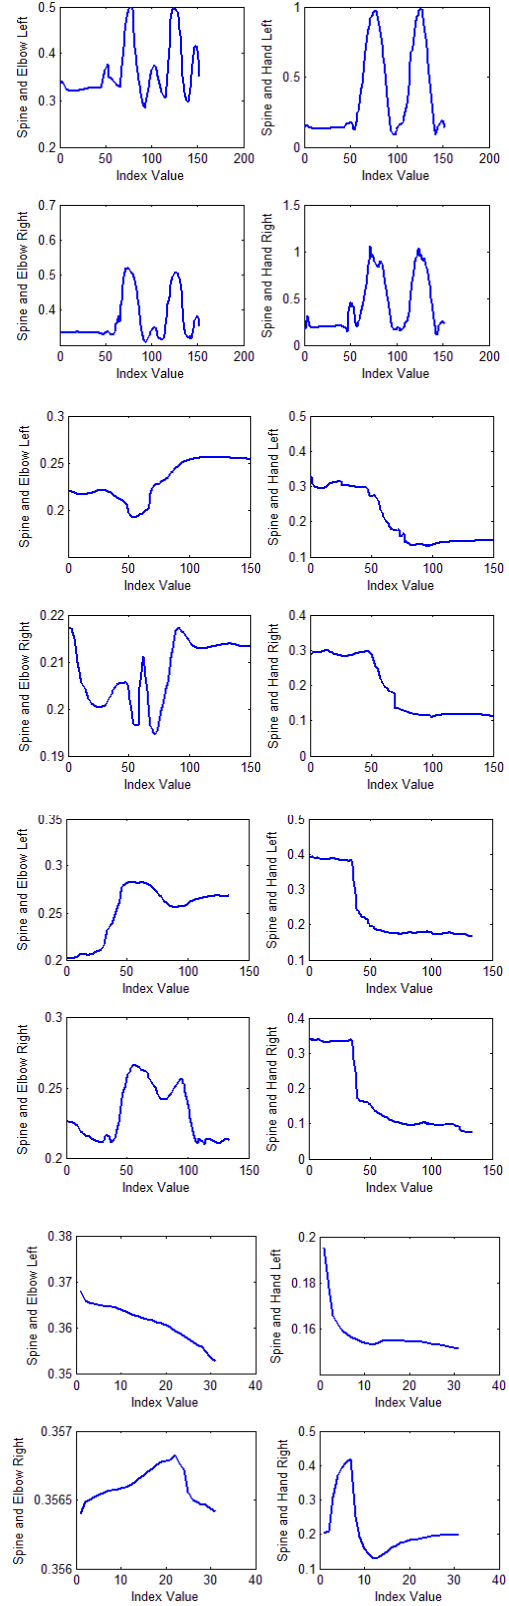 0.5
0.4
0.3
0.2
0 50 100 150 200
Index Value
Spine and Elbow Left
1
0.5
0
0 50 100 150 200
Index Value
Spine and Hand Left
0.7
0.6
0.5
0.4
0 50 100 150 200
Index Value
Spine and Elbow Right
1.5
1
0.5
0
0 50 100 150 200
Index Value
Spine and Hand Right
0.3
0.25
0.2
0 50 100 150
Index Value
Spine and Elbow Left
0.5
0.4
0.3
0.2
0.1
0 50 100 150
Index Value
Spine and Hand Left
0.22
0.21
0.2
0.19
0 50 100 150
Index Value
Spine and Elbow Right
0.4
0.3
0.2
0.1
0
0 50 100 150
Index Value
Spine and Hand Right
0.35
0.3
0.25
0.2
0 50 100 150
Index Value
Spine and Elbow Left
0.5
0.4
0.3
0.2
0.1
0 50 100 150
Index Value
Spine and Hand Left
0.3
0.25
0.2
0 50 100 150
Index Value
Spine and Elbow Right
0.4
0.3
0.2
0.1
0
0 50 100 150
Index Value
Spine and Hand Right
0.38
0.37
0.36
0.35
0 10 20 30 40
Index Value
Spine and Elbow Left
0.2
0.18
0.16
0 10 20 30 40
Index Value
Spine and Hand Left
0.357
0.3565
0.356
0 10 20 30 40
Index Value
Spine and Elbow Right
0.5
0.4
0.3
0.2
0.1
0 10 20 30 40
Index Value
Spine and Hand Right